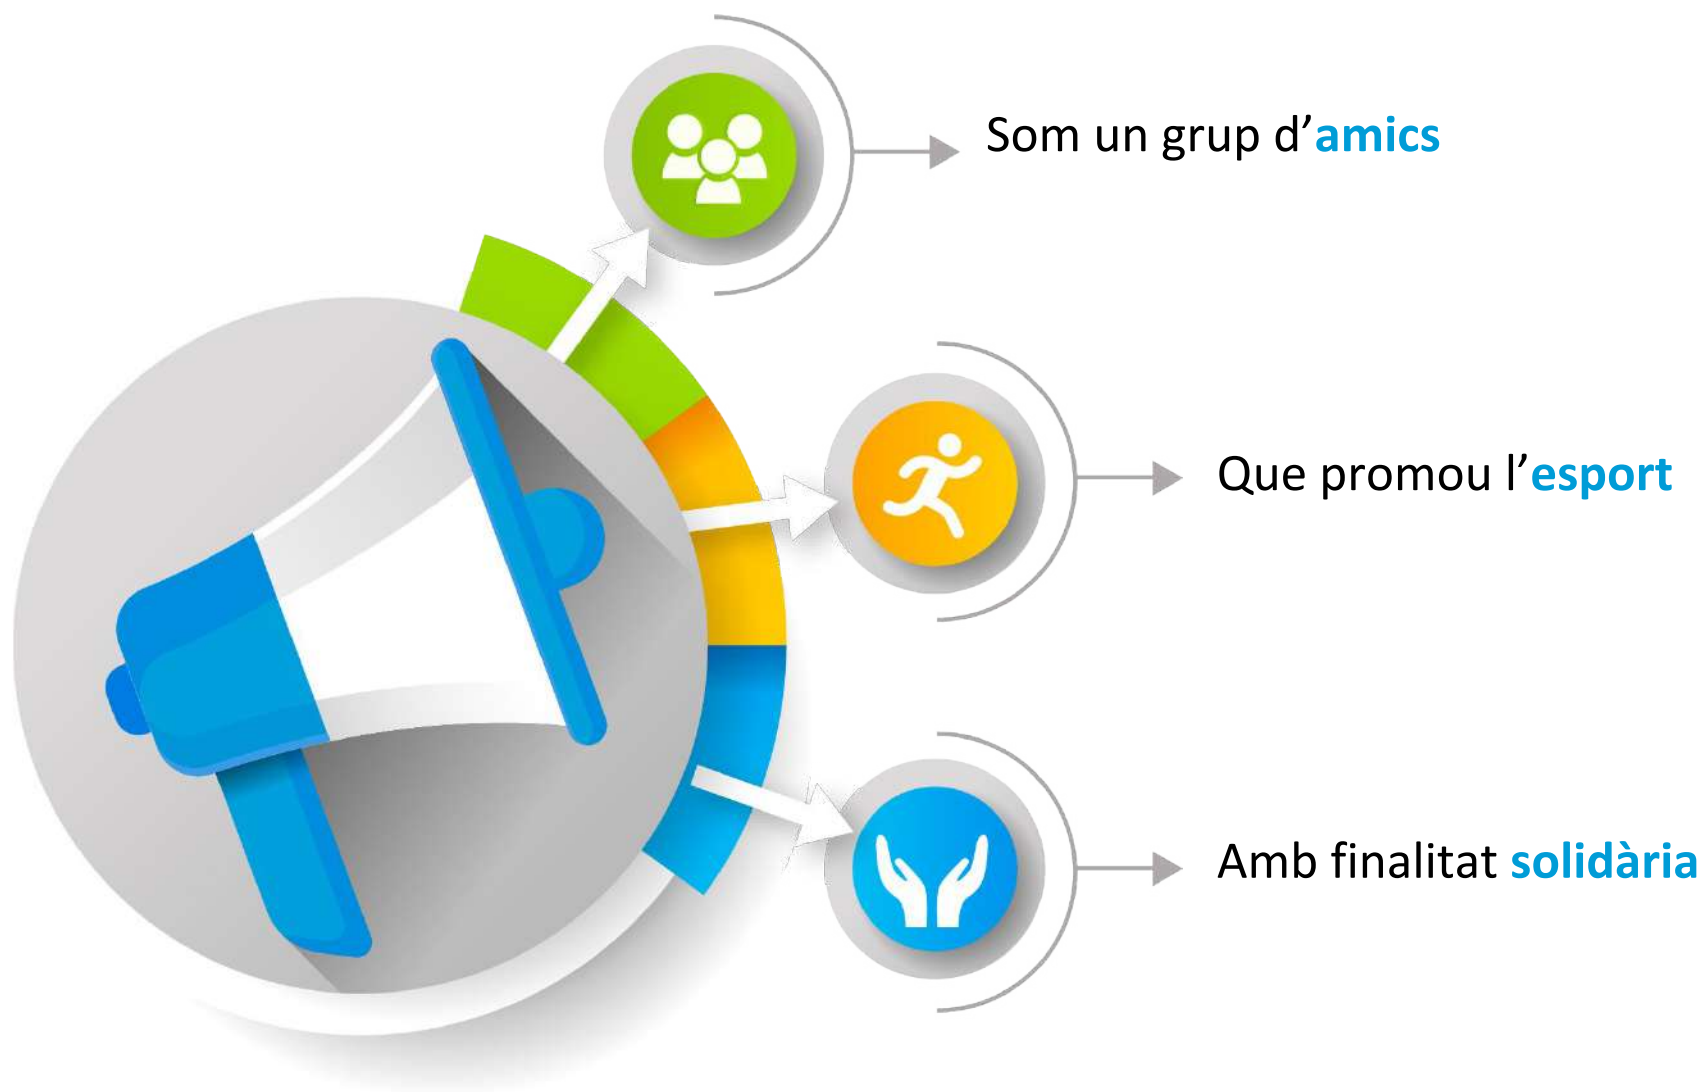 Som un grup d’amics
Que promou l’esport
Amb finalitat solidària